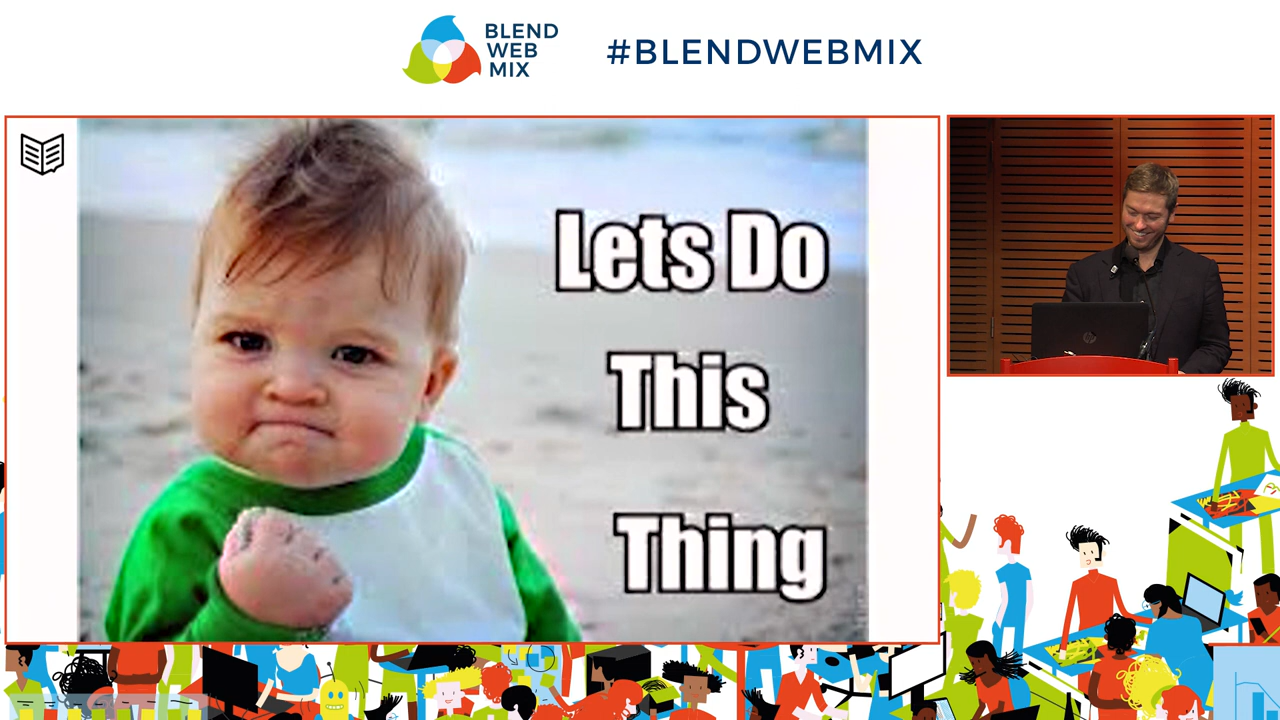 BLEND
WEB
MIX
#BLENDWEBMIX
Lets Do
This
Thing